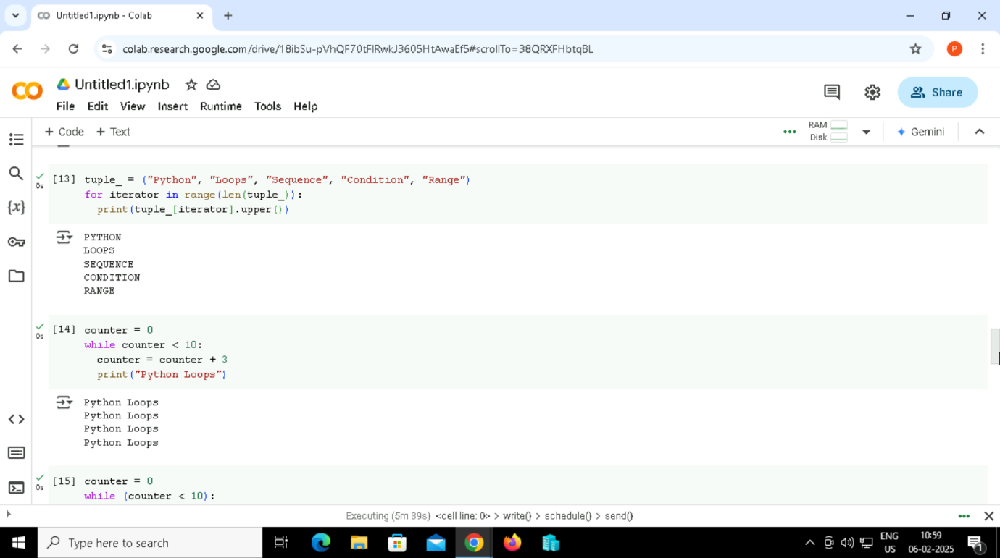 Untitled1.ipynb - Colab
colab.research.google.com/drive/18ibSu-pVhQF70tFlRwkJ3605HtAwaEf5#scrollTo=38QRXFHbtqBL
P
CO Untitled1.ipynb
File Edit View Insert Runtime Tools Help
Share
+ Code + Text
RAM
Disk
Gemini
[13] tuple_ = ("Python", "Loops", "Sequence", "Condition", "Range")
for iterator in range(len(tuple_)):
print(tuple_[iterator].upper())
0s
PYTHON
LOOPS
SEQUENCE
CONDITION
RANGE
[14] counter = 0
while counter < 10:
counter = counter + 3
print("Python Loops")
0s
Python Loops
Python Loops
Python Loops
Python Loops
[15] counter = 0
while (counter < 10):
0s
{x}
Executing (5m 39s) <cell line: 0> > write() > schedule() > send()
Type here to search
ENG
US
10:59
06-02-2025
1